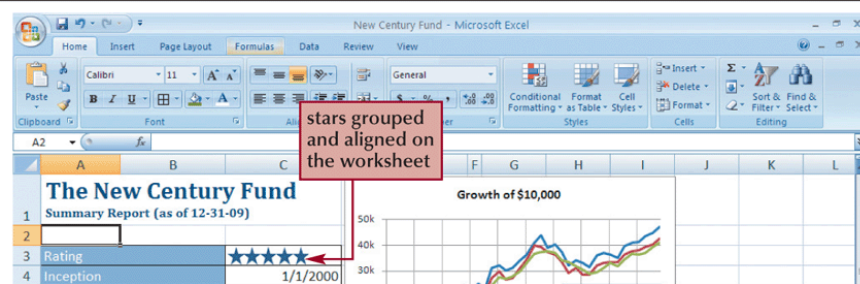 New Century Fund - Microsoft Excel
Home Insert Page Layout Formulas Data Review View
Calibri 11 A A General Insert Σ
Paste B I U A $ % , Conditional Format Cell Delete Sort & Find &
Formatting as Table Styles Format Filter Select
Clipboard Font Styles Cells Editing
stars grouped
and aligned on
the worksheet
A2 fx
A B C F G H I J K L
1 The New Century Fund
Summary Report (as of 12-31-09)
2
3 Rating ★★★★★
4 Inception 1/1/2000
Growth of $10,000
50k
40k
30k